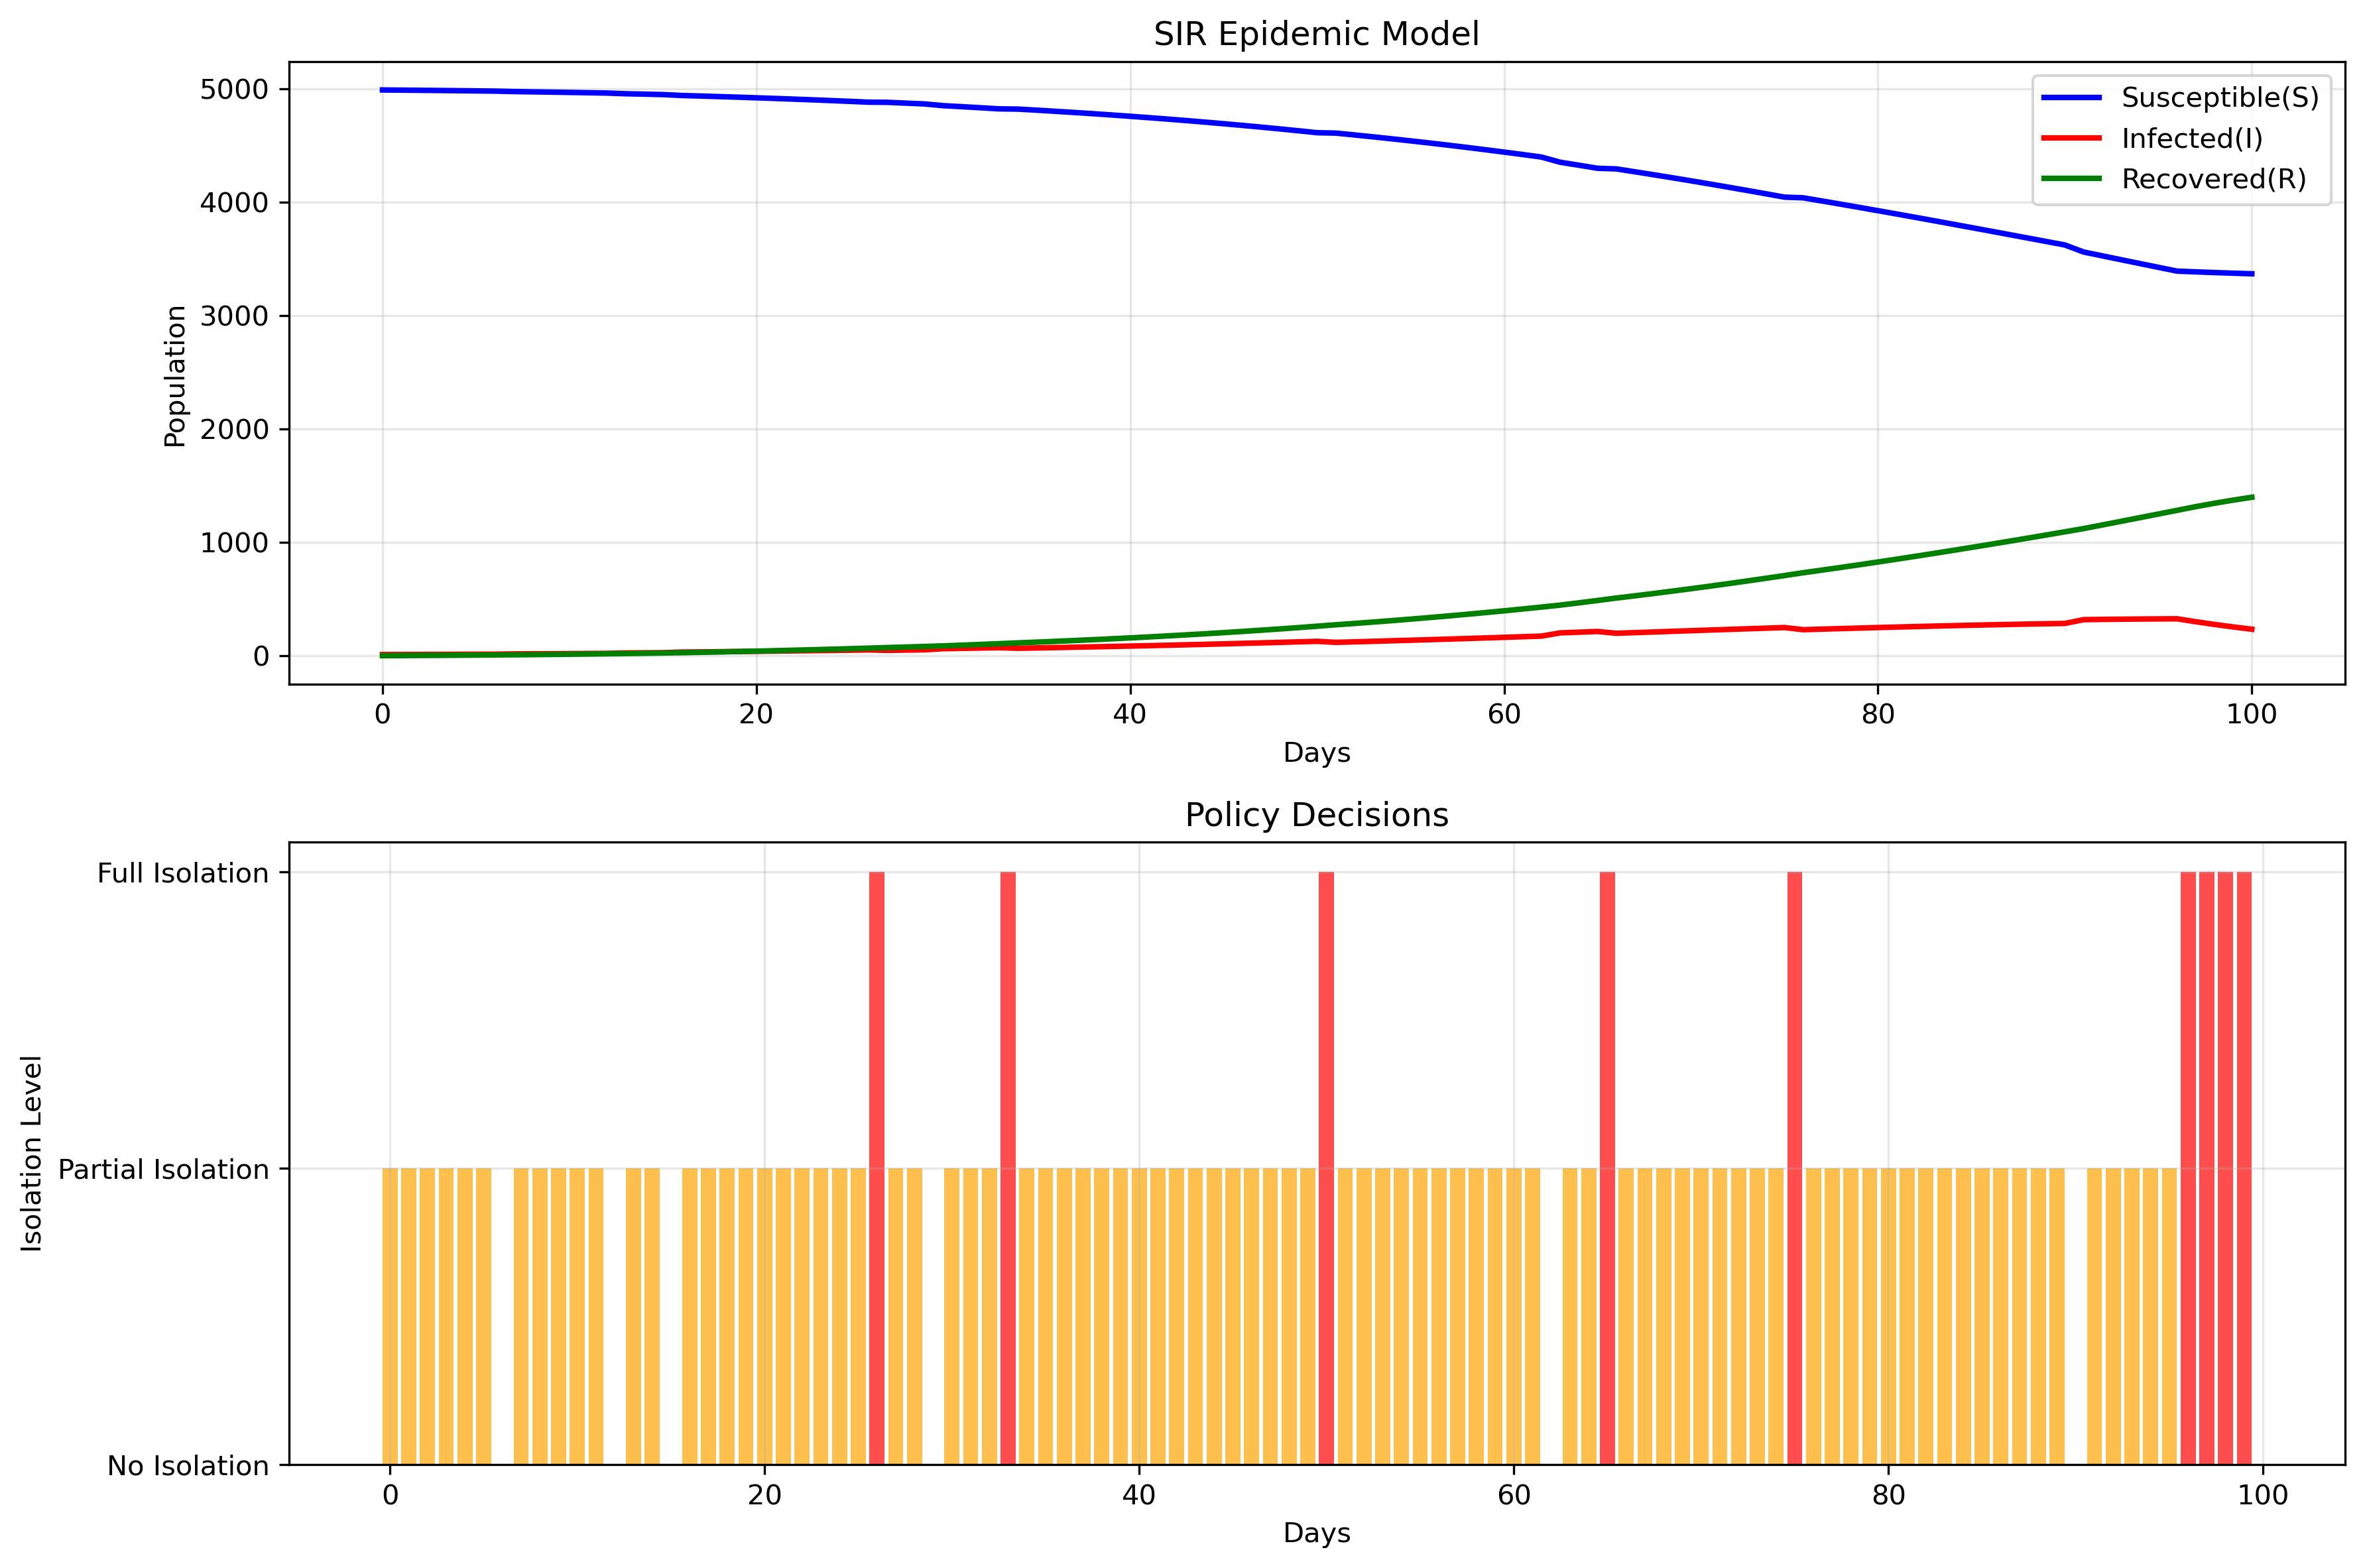 SIR Epidemic Model
5000
4000
3000
2000
1000
0
Population
Susceptible(S)
Infected(I)
Recovered(R)
0 20 40 60 80 100
Days
Policy Decisions
Full Isolation
Partial Isolation
No Isolation
Isolation Level
0 20 40 60 80 100
Days